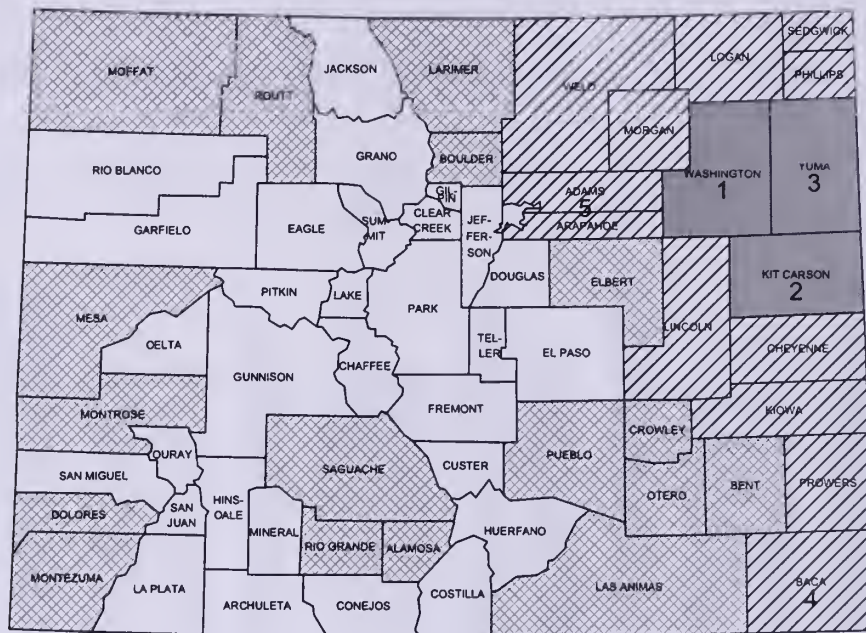 SEDGWICK
MOFFAT
ROUTT
JACKSON
LARIMER
WELD
LOGAN
PHILLIPS
MORGAN
RIO BLANCO
GRANO
BOULDER
WASHINGTON
1
YUMA
3
GIL-
PIN
CLEAR
CREEK
ADAMS
5
ARAPAHOE
GARFIELO
EAGLE
SUM-
MIT
JEF-
FER-
SON
DOUGLAS
ELBERT
KIT CARSON
2
PITKIN
LAKE
PARK
MESA
OELTA
GUNNISON
CHAFFEE
TEL-
LER
EL PASO
LINCOLN
CHEYENNE
MONTROSE
FREMONT
KIOWA
OURAY
SAN MIGUEL
SAGUACHE
CUSTER
PUEBLO
CROWLEY
OTERO
BENT
PROWERS
DOLORES
SAN
JUAN
HINS-
OALE
MINERAL
RIO GRANDE
ALAMOSA
HUERFANO
MONTEZUMA
LA PLATA
ARCHULETA
CONEJOS
COSTILLA
LAS ANIMAS
BACA
4